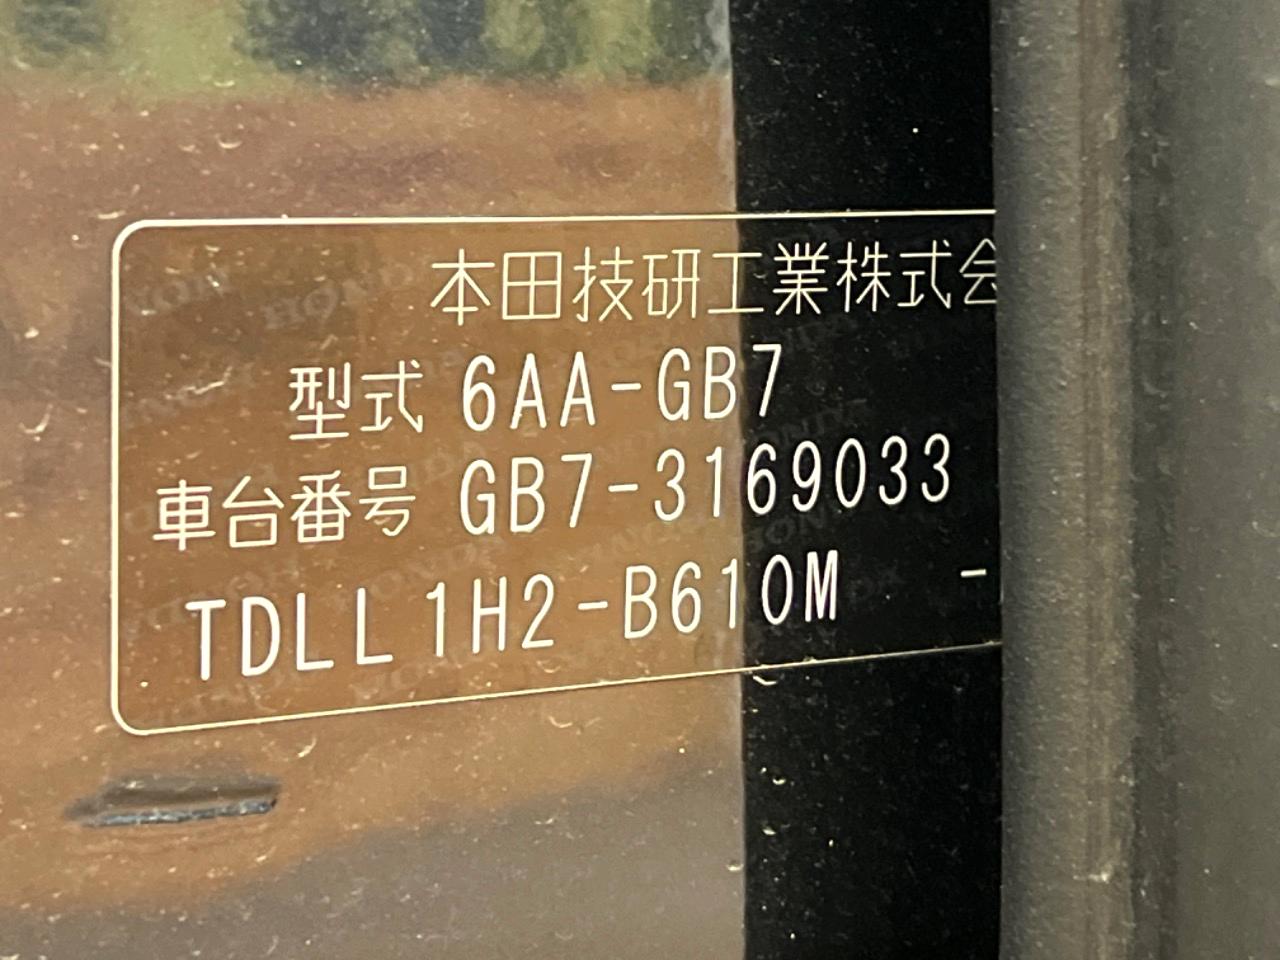 本田技研工業株式会
型式 6AA-GB7
車台番号 GB7-3169033
TDLL1H2-B610M -